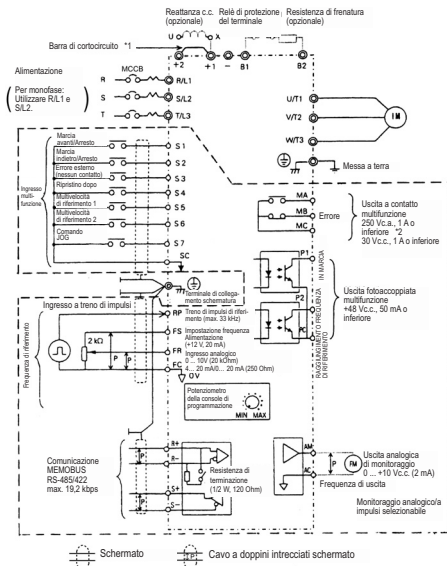 Reattanza c.c.
(opzionale)
Relè di protezione
del terminale
Resistenza di frenatura
(opzionale)
U
X
Barra di cortocircuito *1
+2
+1
–
B1
B2
Alimentazione
MCCB
R
R/L1
Per monofase:
Utilizzare R/L1 e
S/L2.
S
S/L2
T
T/L3
U/T1
V/T2
W/T3
IM
Messa a terra
Ingresso
multi-
funzione
Marcia
avanti/Arresto
S1
Marcia
indietro/Arresto
S2
Errore esterno
(nessun contatto)
S3
Ripristino dopo
S4
Multivelocità
di riferimento 1
S5
Multivelocità
di riferimento 2
S6
Comando
JOG
S7
SC
MA
MB
MC
Errore
Uscita a contatto
multifunzione
250 Vc.a., 1 A o
inferiore *2
30 Vc.c., 1 A o
inferiore
P1
IN MARCIA
P2
PC
RAGGIUNGIMENTO FREQUENZA
DI RIFERIMENTO
Uscita fotoaccoppiata
multifunzione
+48 Vc.c., 50 mA o
inferiore
Terminale di collega-
mento schermatura
Frequenza di riferimento
Ingresso a treno di impulsi
RP
Treno di impulsi di riferi-
mento (max. 33 kHz)
2 kΩ
FS
Impostazione frequenza
Alimentazione
(+12 V, 20 mA)
P
P
FR
Ingresso analogico
0 ... 10V (20 kOhm)
FC
4... 20 mA/0... 20 mA (250 Ohm)
0V
Potenziometro
della console di
programmazione
MIN MAX
Comunicazione
MEMOBUS
RS-485/422
max. 19,2 kbps
P
R+
R–
Resistenza di
terminazione
(1/2 W, 120 Ohm)
P
S+
S–
AM
AC
P
FM
Uscita analogica
di monitoraggio
0 ... +10 Vc.c. (2 mA)
Frequenza di uscita
Monitoraggio analogico/a
impulsi selezionabile
Schermato
P
Cavo a doppini intrecciati schermato